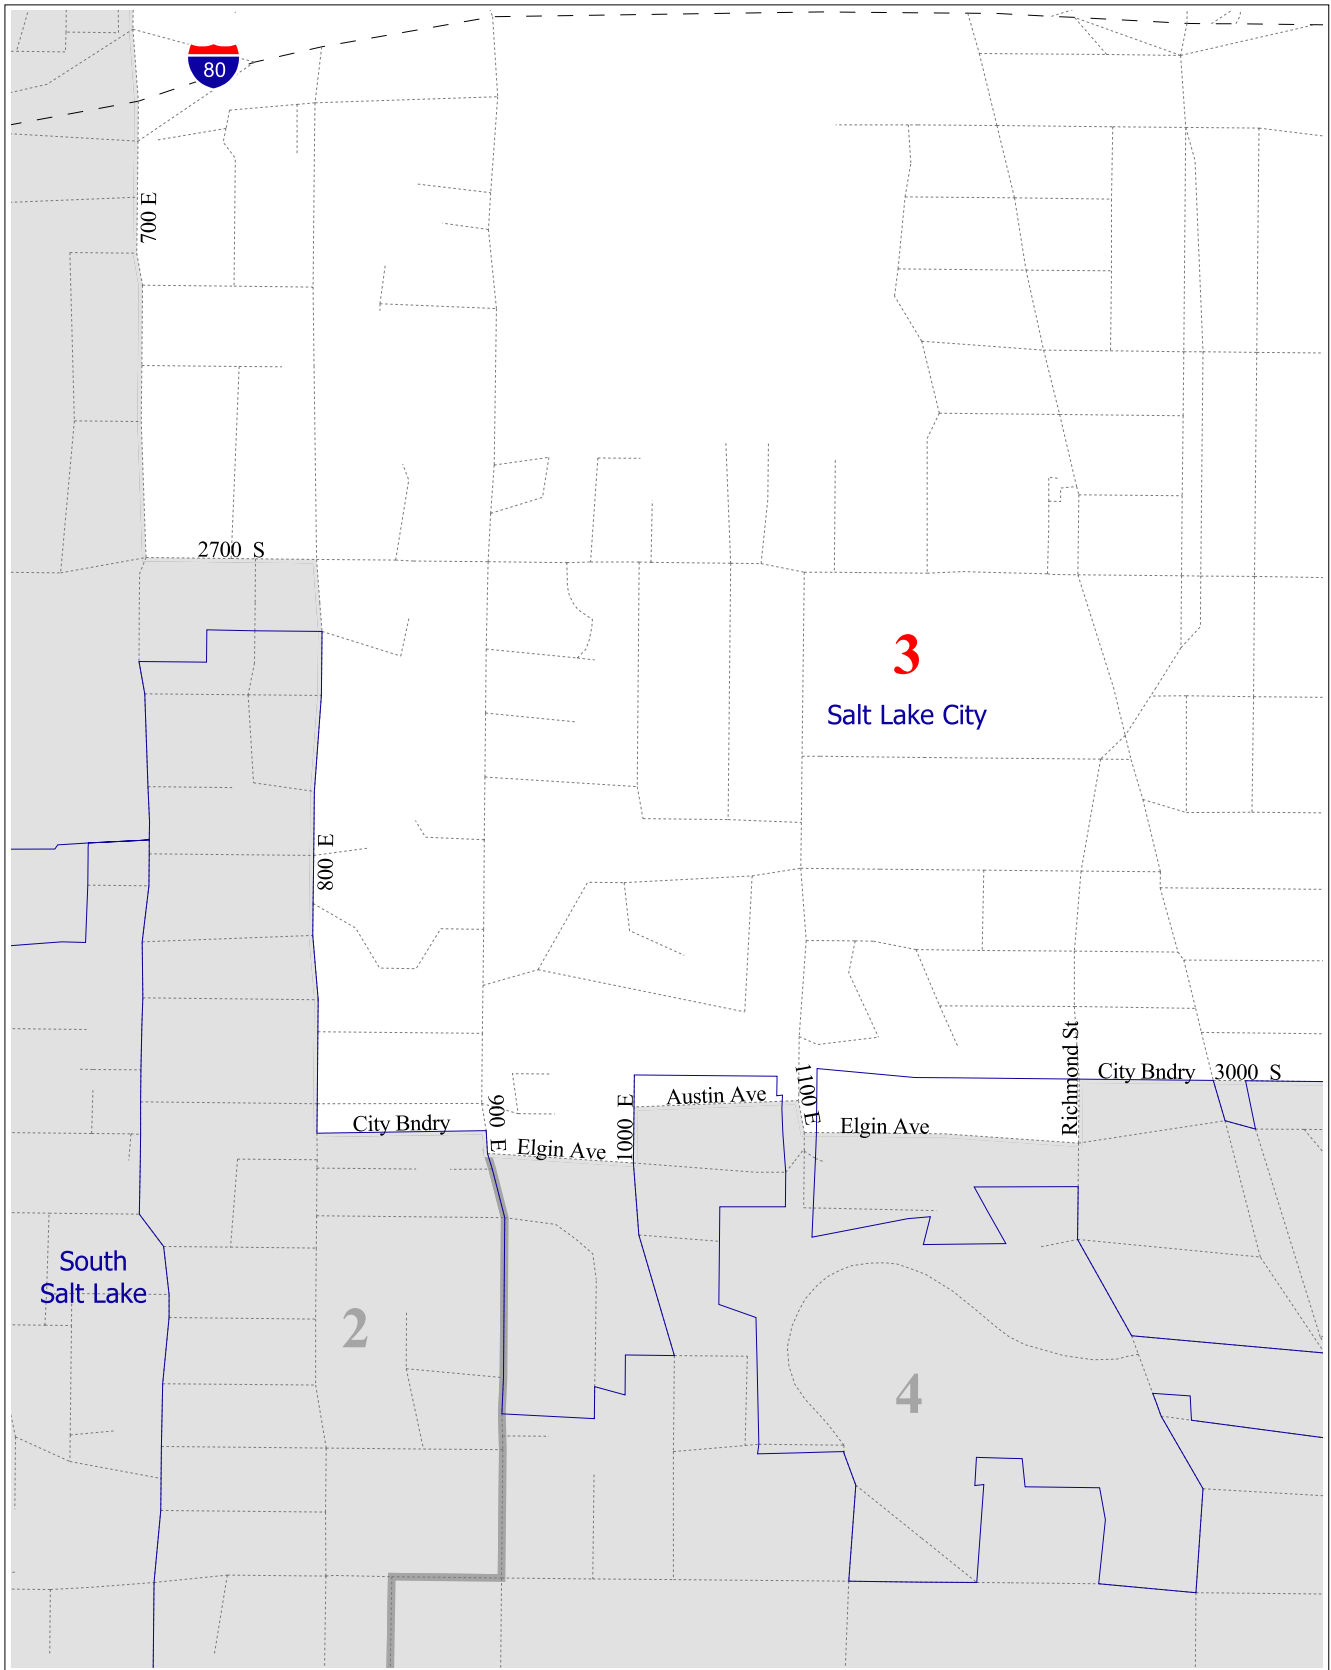 80
700 E
2700  S
3
Salt Lake City
800  E
Richmond St
City Bndry
3000  S
1100 E
Austin Ave
900  E
1000  E
City Bndry
Elgin Ave
Elgin Ave
South
Salt Lake
2
4